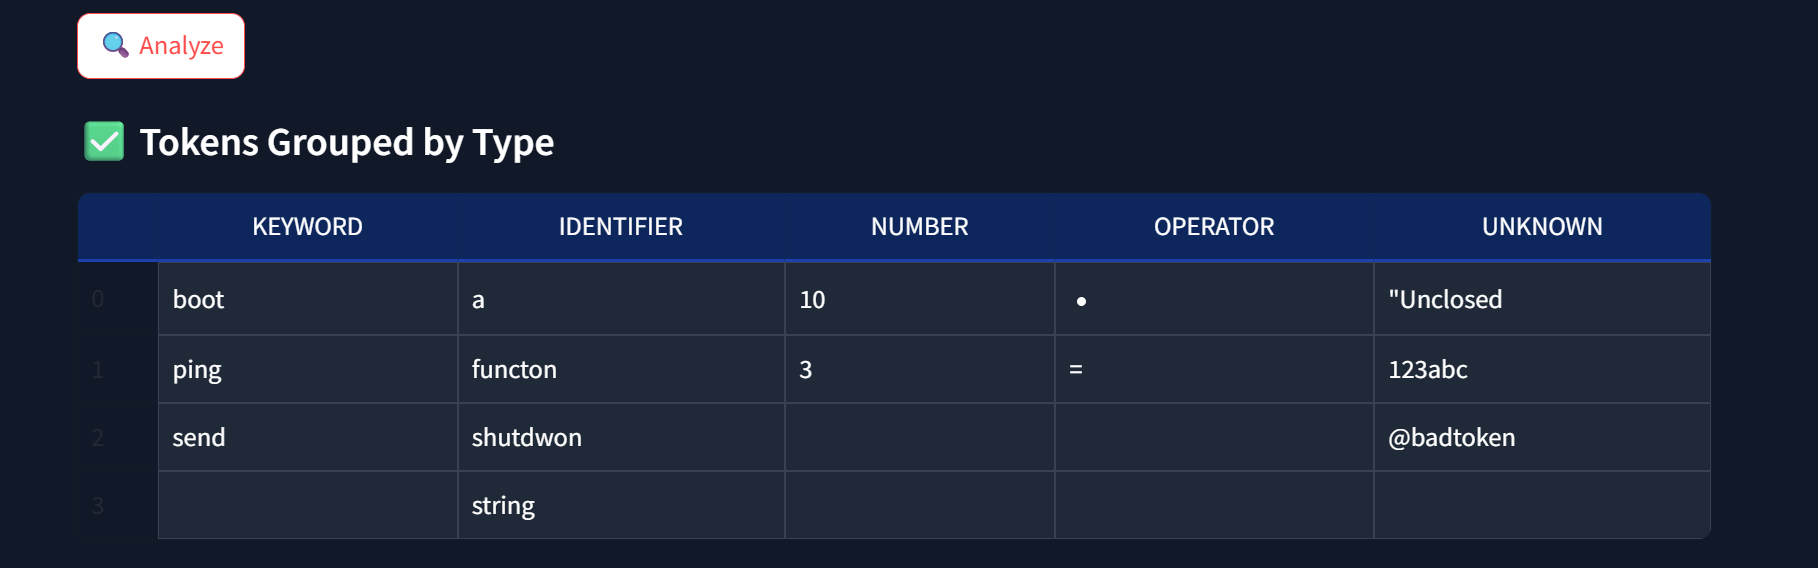 🔍 Analyze
✅ Tokens Grouped by Type
KEYWORD IDENTIFIER NUMBER OPERATOR UNKNOWN
0 boot a 10 • "Unclosed
1 ping functon 3 = 123abc
2 send shutdwon @badtoken
3 string